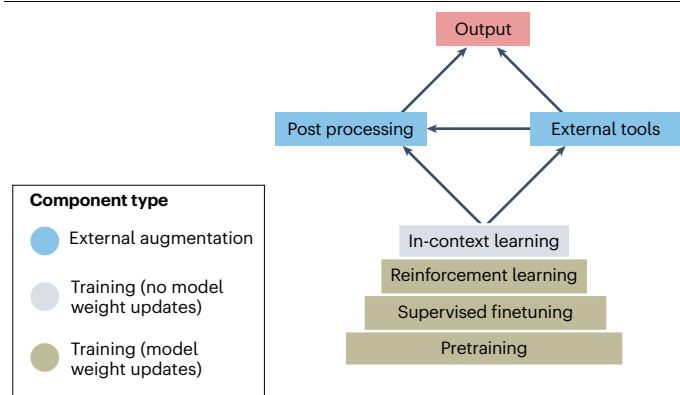 Output
Post processing
External tools
In-context learning
Reinforcement learning
Supervised finetuning
Pretraining
Component type
External augmentation
Training (no model
weight updates)
Training (model
weight updates)